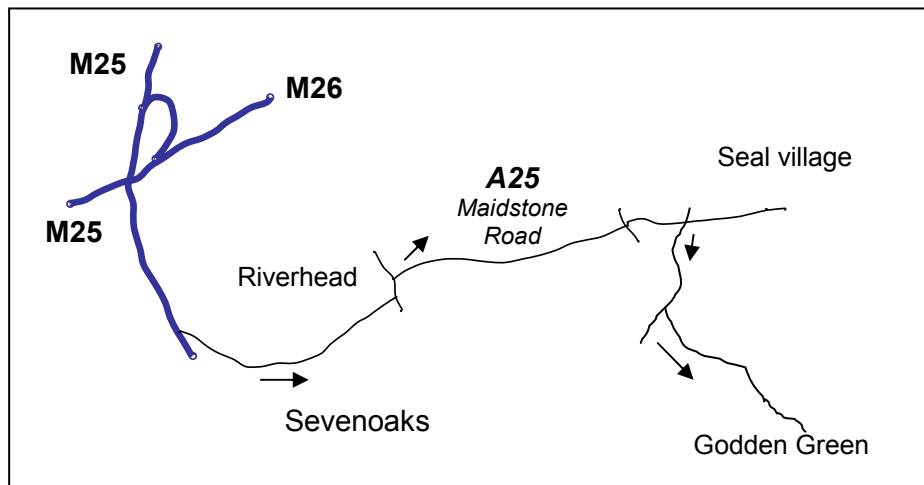 M25
M26
Seal village
A25
Maidstone
Road
M25
Riverhead
Sevenoaks
Godden Green